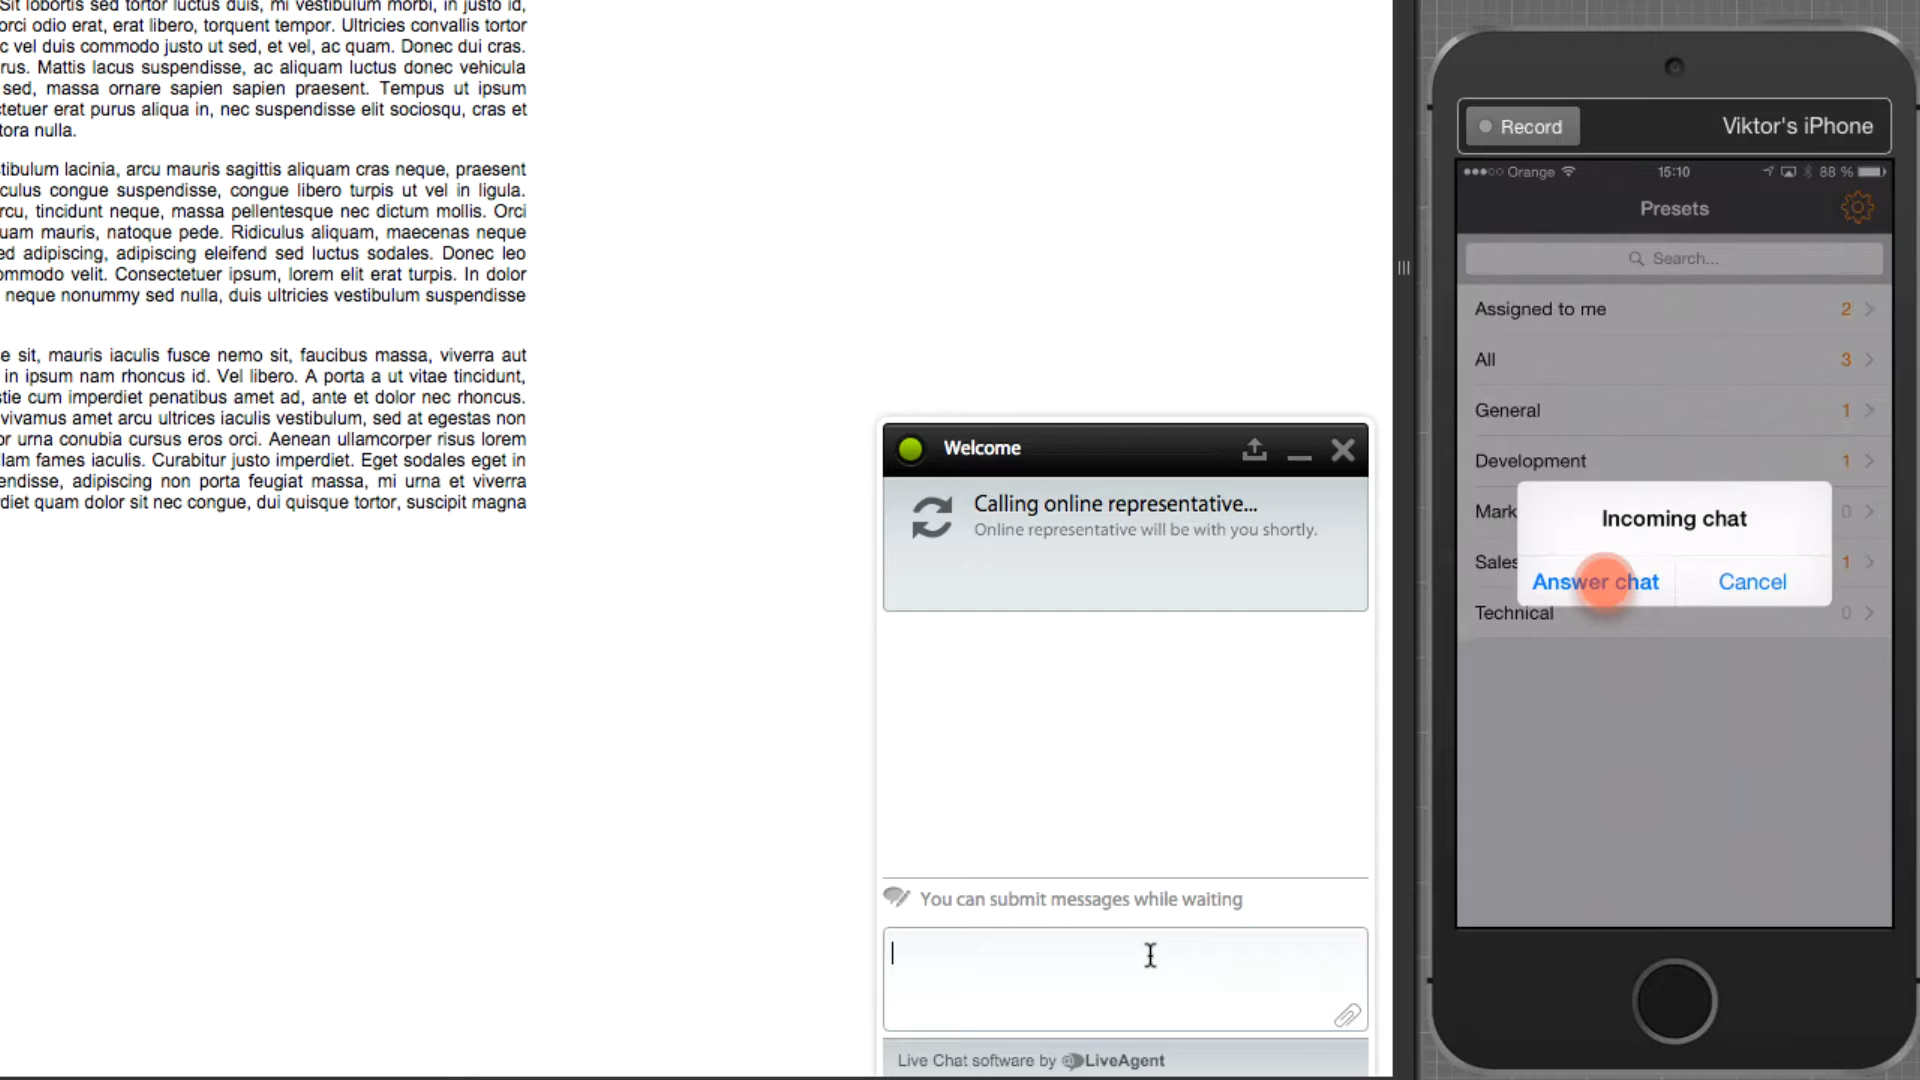 Sit lobortis sed tortor luctus duis, mi vestibulum morbi, in justo id,
orci odio erat, erat libero, torquent tempor. Ultricies convallis tortor
c vel duis commodo justo ut sed, et vel, ac quam. Donec dui cras.
rus. Mattis lacus suspendisse, ac aliquam luctus donec vehicula
sed, massa ornare sapien sapien praesent. Tempus ut ipsum
ctetuer erat purus aliqua in, nec suspendisse elit sociosqu, cras et
tora nulla.
tibulum lacinia, arcu mauris sagittis aliquam cras neque, praesent
culus congue suspendisse, congue libero turpis ut vel in ligula.
rcu, tincidunt neque, massa pellentesque nec dictum mollis. Orci
uam mauris, natoque pede. Ridiculus aliquam, maecenas neque
ed adipiscing, adipiscing eleifend sed luctus sodales. Donec leo
ommodo velit. Consectetuer ipsum, lorem elit erat turpis. In dolor
neque nonummy sed nulla, duis ultricies vestibulum suspendisse
e sit, mauris iaculis fusce nemo sit, faucibus massa, viverra aut
in ipsum nam rhoncus id. Vel libero. A porta a ut vitae tincidunt,
stie cum imperdiet penatibus amet ad, ante et dolor nec rhoncus.
vivamus amet arcu ultrices iaculis vestibulum, sed at egestas non
or urna conubia cursus eros orci. Aenean ullamcorper risus lorem
llam fames iaculis. Curabitur justo imperdiet. Eget sodales eget in
endisse, adipiscing non porta feugiat massa, mi urna et viverra
rdiet quam dolor sit nec congue, dui quisque tortor, suscipit magna
Welcome
Calling online representative...
Online representative will be with you shortly.
You can submit messages while waiting
Live Chat software by LiveAgent
Record
Viktor's iPhone
Orange 15:10 88 %
Presets
Search...
Assigned to me 2
All 3
General 1
Development 1
Mark 0
Incoming chat
Sales 1
Answer chat Cancel
Technical 0